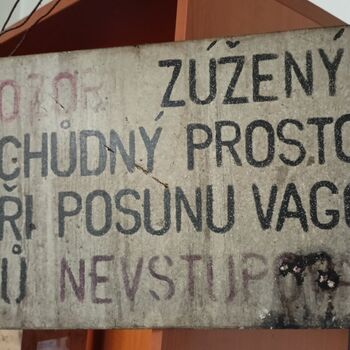 OZOR ZÚŽENÝ
CHŮDNÝ PROSTO
ŘI POSUNU VAGO
Ů NEVSTUP